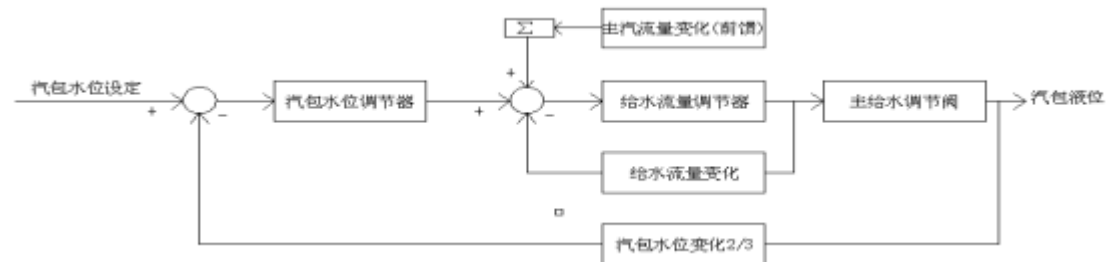 Σ
主汽流量变化(前馈)
汽包水位设定
+
-
汽包水位调节器
+
+
-
给水流量调节器
主给水调节阀
汽包液位
给水流量变化
汽包水位变化2/3